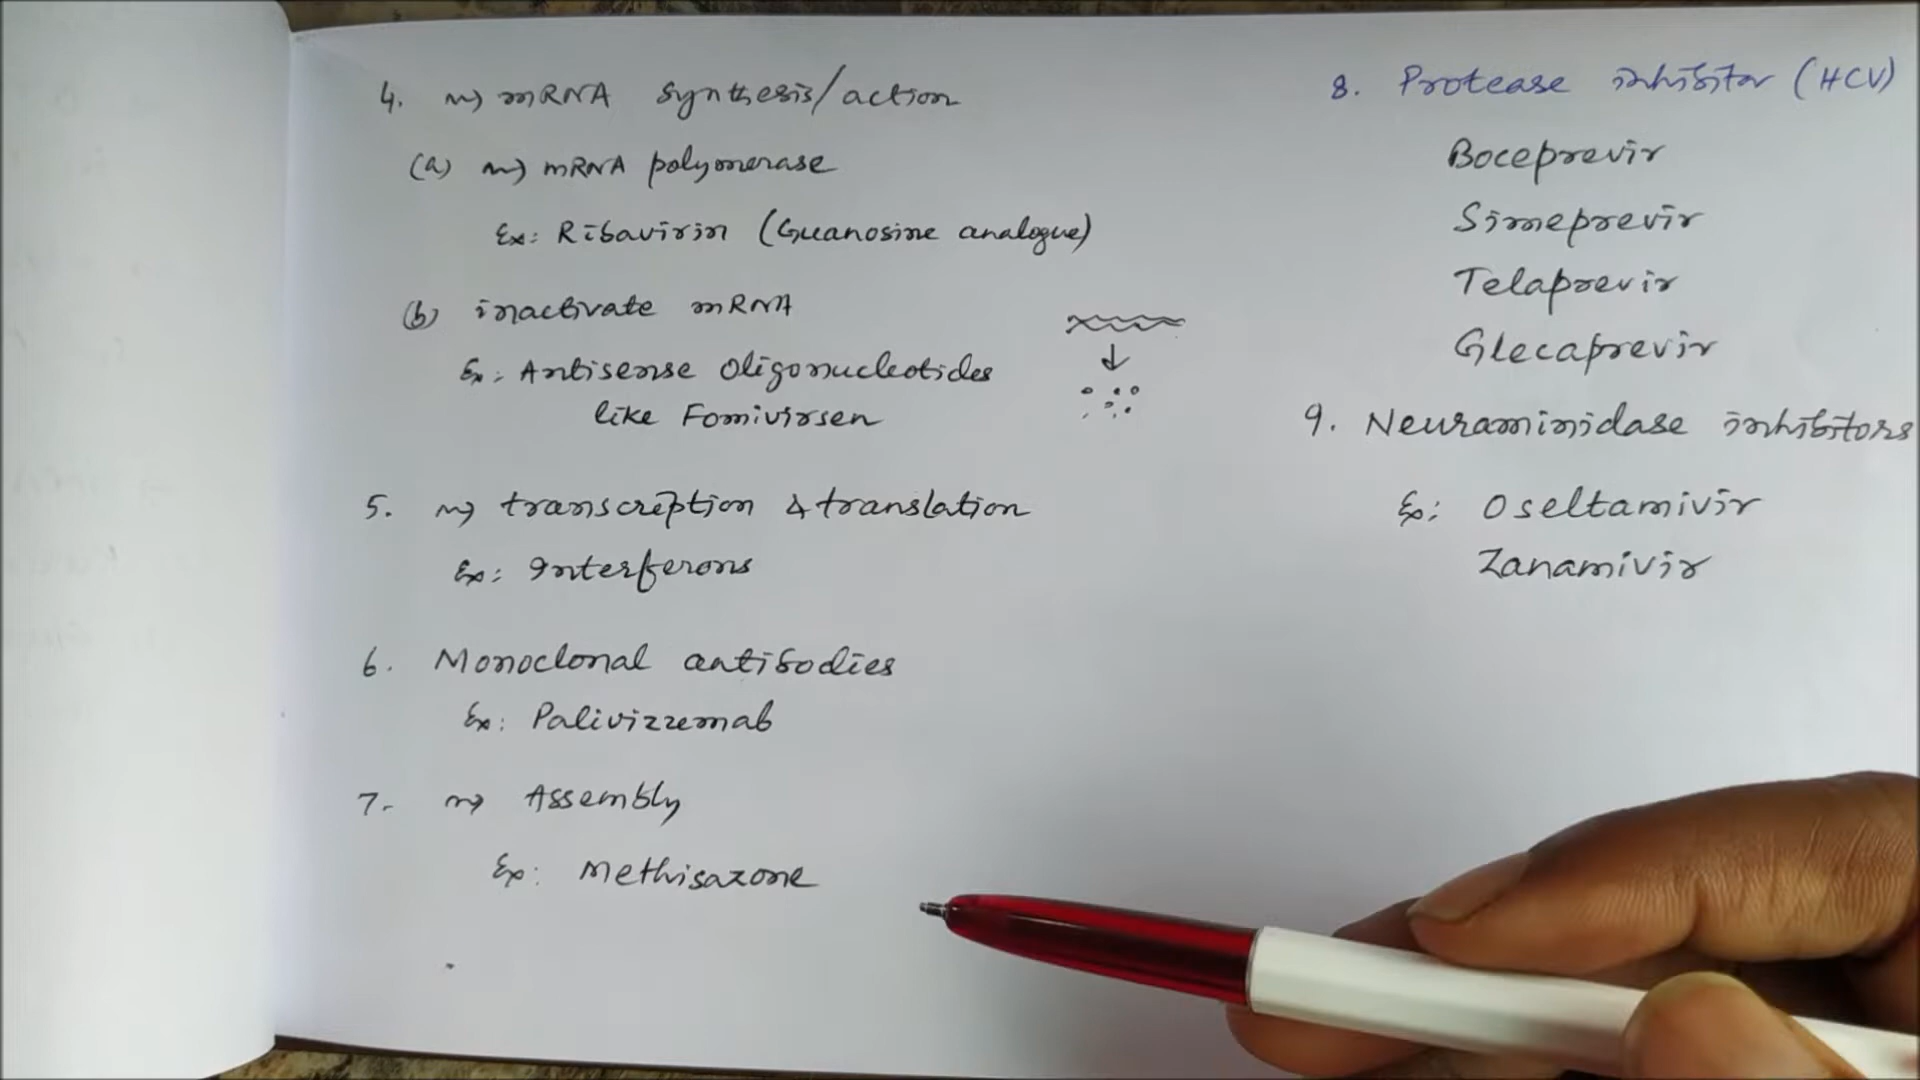 4. mRNA synthesis/action
(a) mRNA polymerase
Ex: Ribavirin (Guanosine analogue)
(b) inactivate mRNA
Ex: Antisense Oligonucleotides
like Fomivirsen
5. transcription & translation
Ex: Interferons
6. Monoclonal antibodies
Ex: Palivizzemab
7. Assembly
Ex: Methisazone
8. Protease inhibitor (HCV)
Boceprevir
Simeprevir
Telaprevir
Glecaprevir
9. Neuraminidase inhibitors
Ex: Oseltamivir
Zanamivir